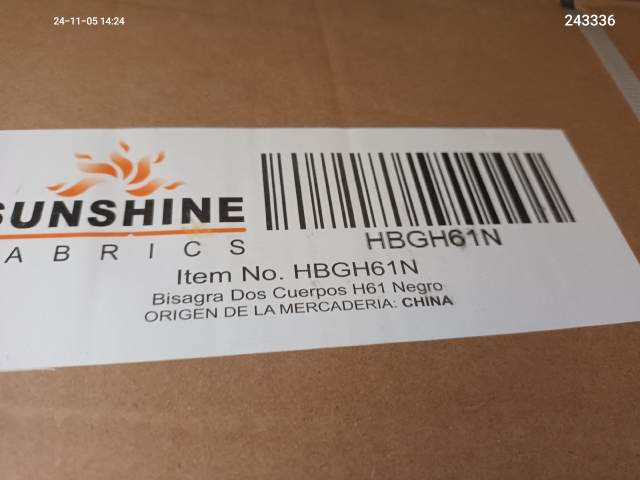 24-11-05 14:24
243336
SUNSHINE
ABRICS
HBGH61N
Item No. HBGH61N
Bisagra Dos Cuerpos H61 Negro
ORIGEN DE LA MERCADERIA: CHINA